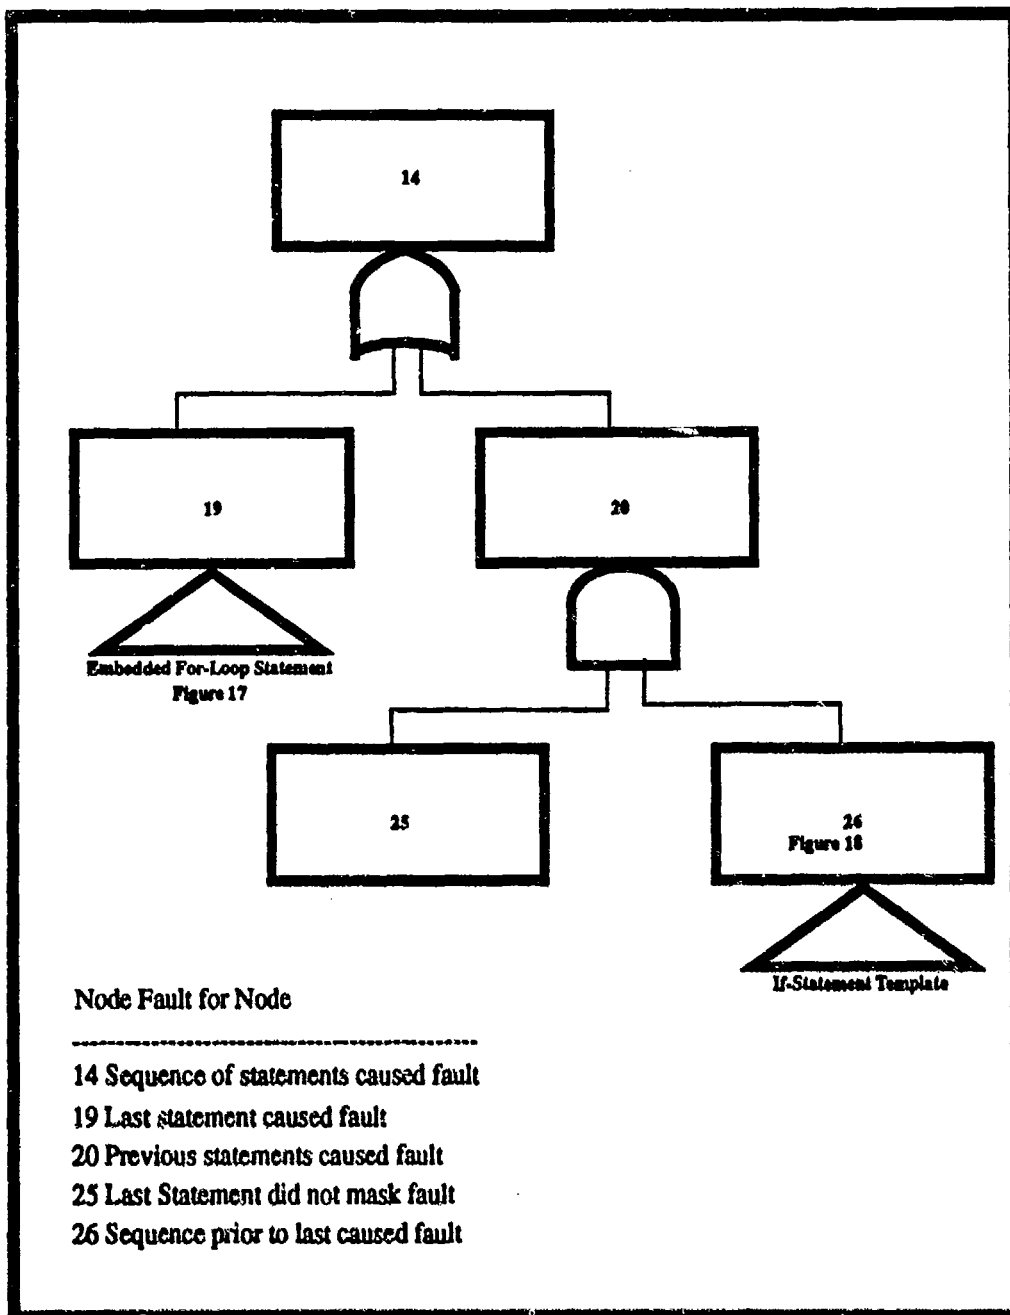 14
19
20
Embedded For-Loop Statement
Figure 17
25
26
Figure 18
If-Statement Template
Node Fault for Node
---------------------------------------------
14 Sequence of statements caused fault
19 Last statement caused fault
20 Previous statements caused fault
25 Last Statement did not mask fault
26 Sequence prior to last caused fault